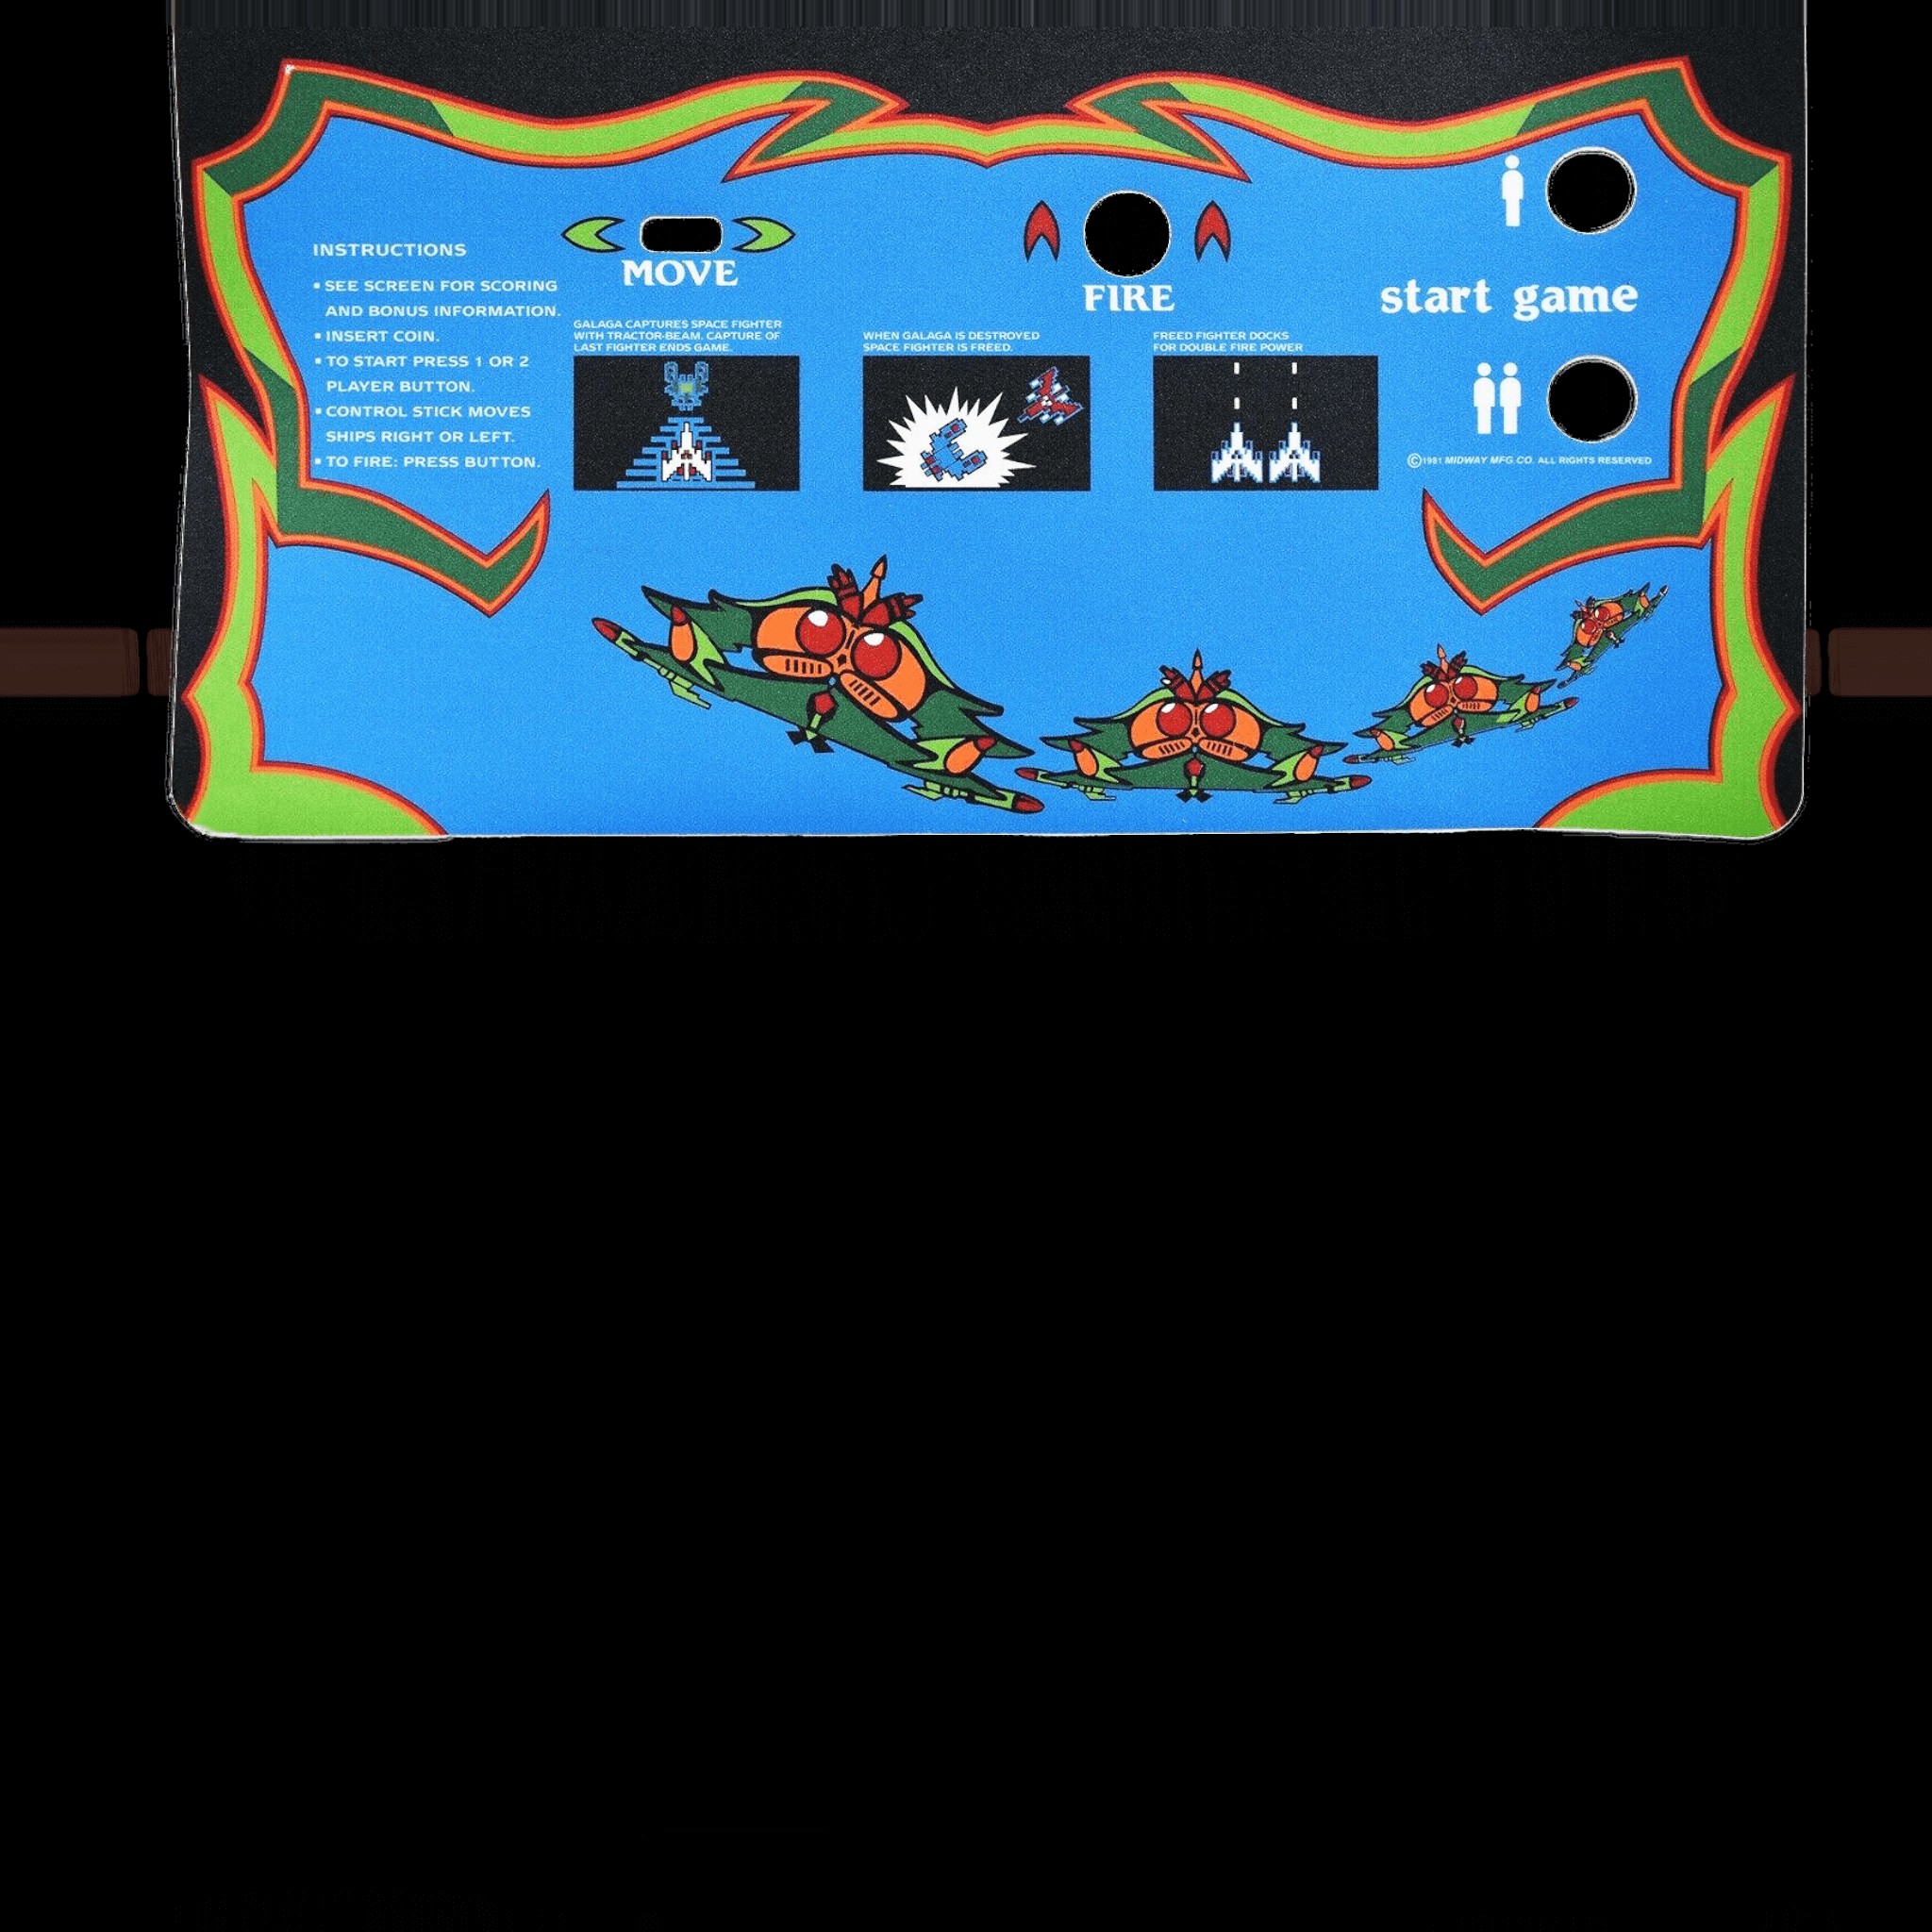 INSTRUCTIONS
▪ SEE SCREEN FOR SCORING
AND BONUS INFORMATION.
▪ INSERT COIN.
▪ TO START PRESS 1 OR 2
PLAYER BUTTON.
▪ CONTROL STICK MOVES
SHIPS RIGHT OR LEFT.
▪ TO FIRE: PRESS BUTTON.
MOVE
GALAGA CAPTURES SPACE FIGHTER
WITH TRACTOR-BEAM. CAPTURE OF
LAST FIGHTER ENDS GAME.
WHEN GALAGA IS DESTROYED
SPACE FIGHTER IS FREED.
FIRE
FREED FIGHTER DOCKS
FOR DOUBLE FIRE POWER
start game
©1981 MIDWAY MFG.CO. ALL RIGHTS RESERVED